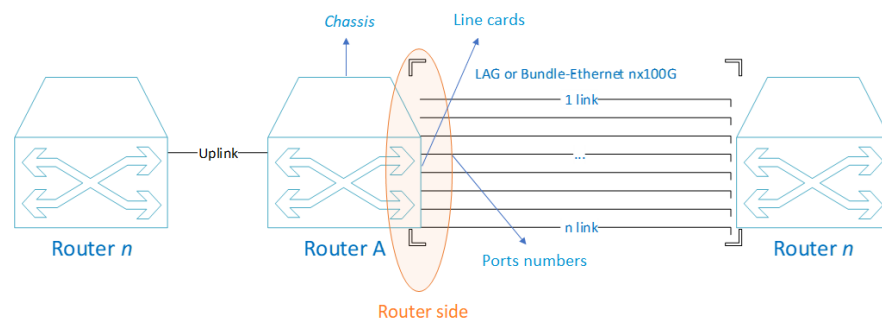 Chassis
Line cards
LAG or Bundle-Ethernet nx100G
1 link
Uplink
...
n link
Router n
Router A
Router n
Ports numbers
Router side